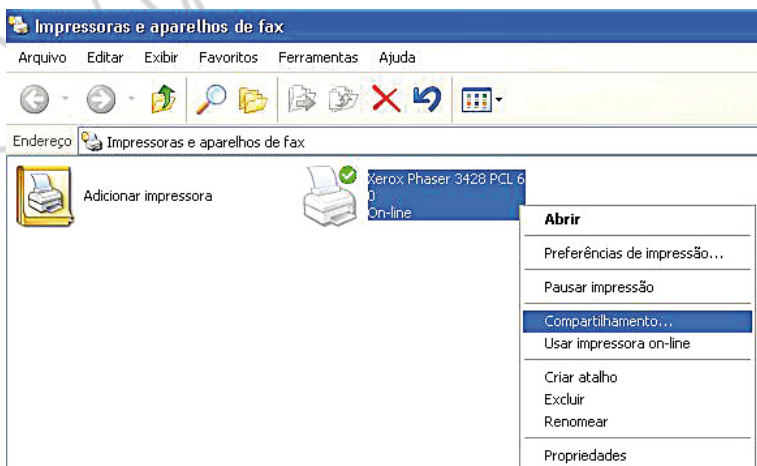 Impressoras e aparelhos de fax
Arquivo Editar Exibir Favoritos Ferramentas Ajuda
Endereço Impressoras e aparelhos de fax
Adicionar impressora
Xerox Phaser 3428 PCL 6
0
On-line
Abrir
Preferências de impressão...
Pausar impressão
Compartilhamento...
Usar impressora on-line
Criar atalho
Excluir
Renomear
Propriedades